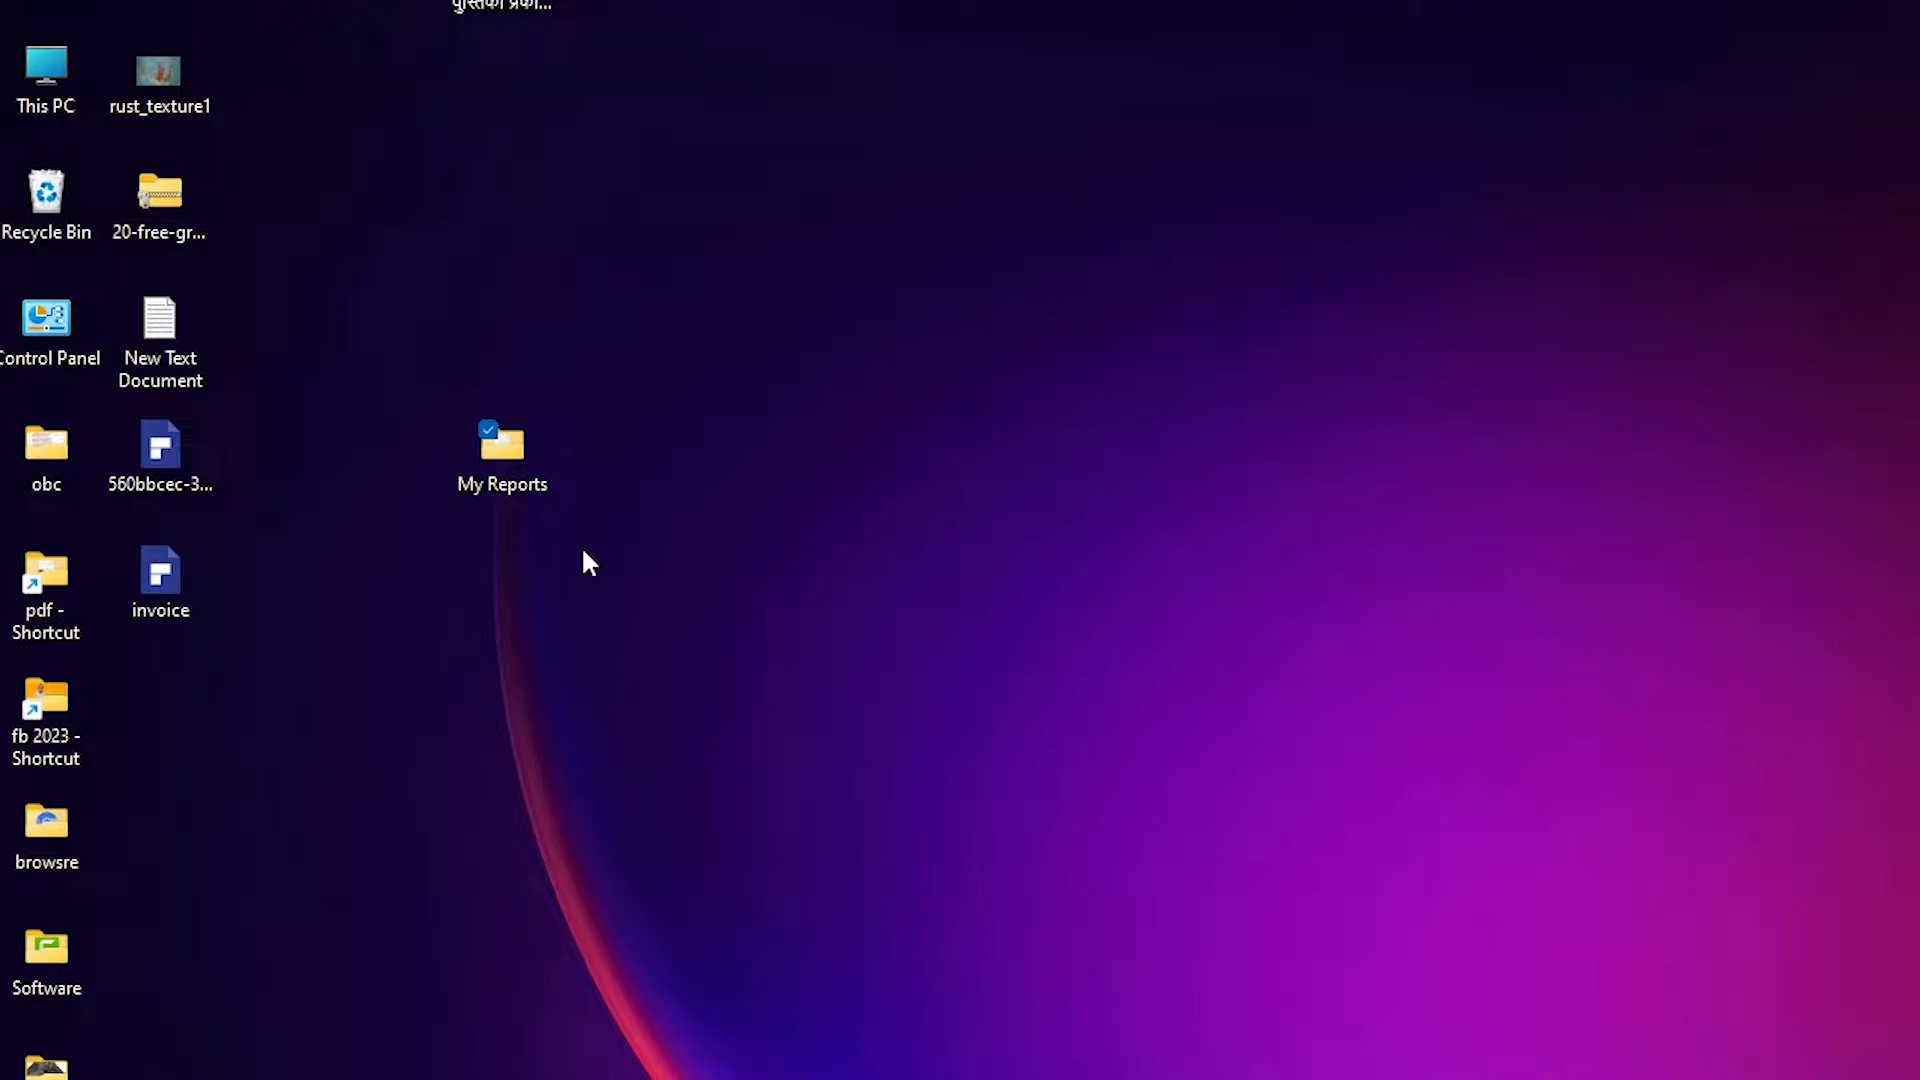 पुस्तिका प्रका...
This PC
rust_texture1
Recycle Bin
20-free-gr...
Control Panel
New Text
Document
obc
560bbcec-3...
My Reports
pdf -
Shortcut
invoice
fb 2023 -
Shortcut
browsre
Software